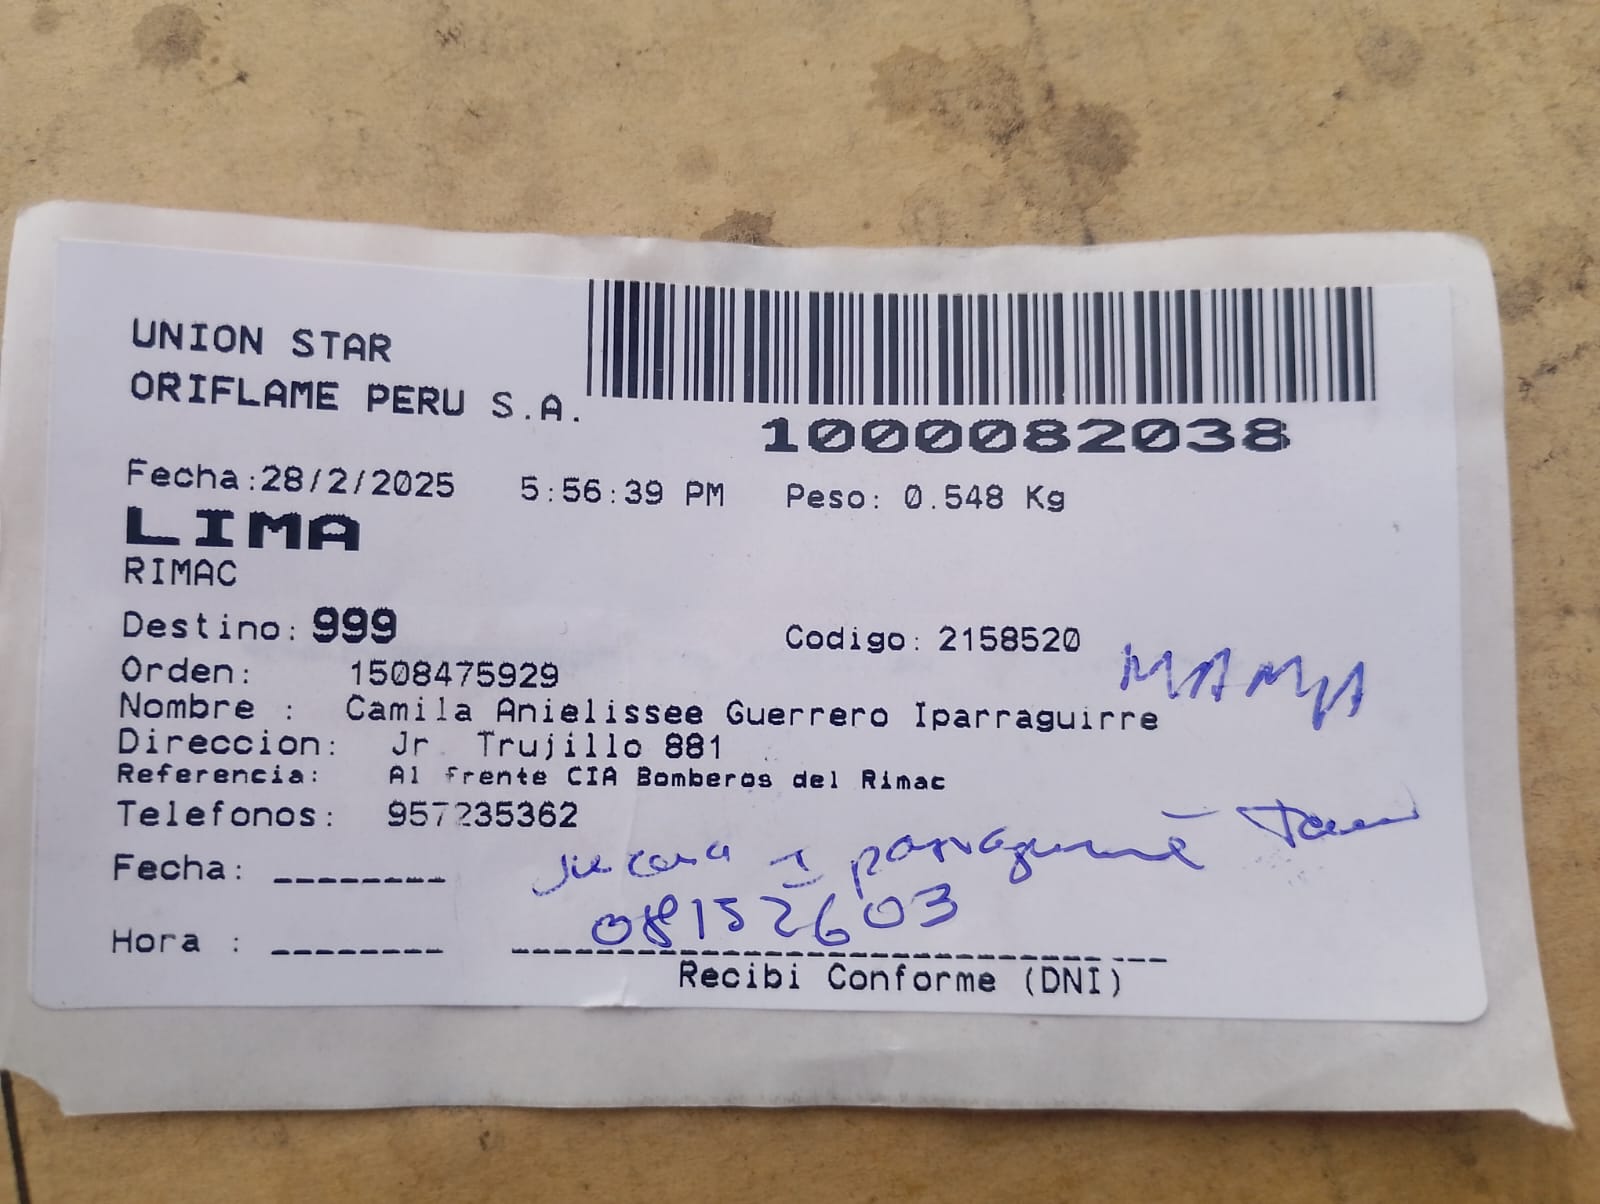 UNION STAR
ORIFLAME PERU S.A.
1000082038
Fecha:28/2/2025 5:56:39 PM Peso: 0.548 Kg
LIMA
RIMAC
Destino: 999 Codigo: 2158520
MAMA
Orden: 1508475929
Nombre : Camila Anielissee Guerrero Iparraguirre
Direccion: Jr. Trujillo 881
Referencia: Al frente CIA Bomberos del Rimac
Telefonos: 957235362
Fecha: --------
08152603
Hora : --------
Recibi Conforme (DNI)